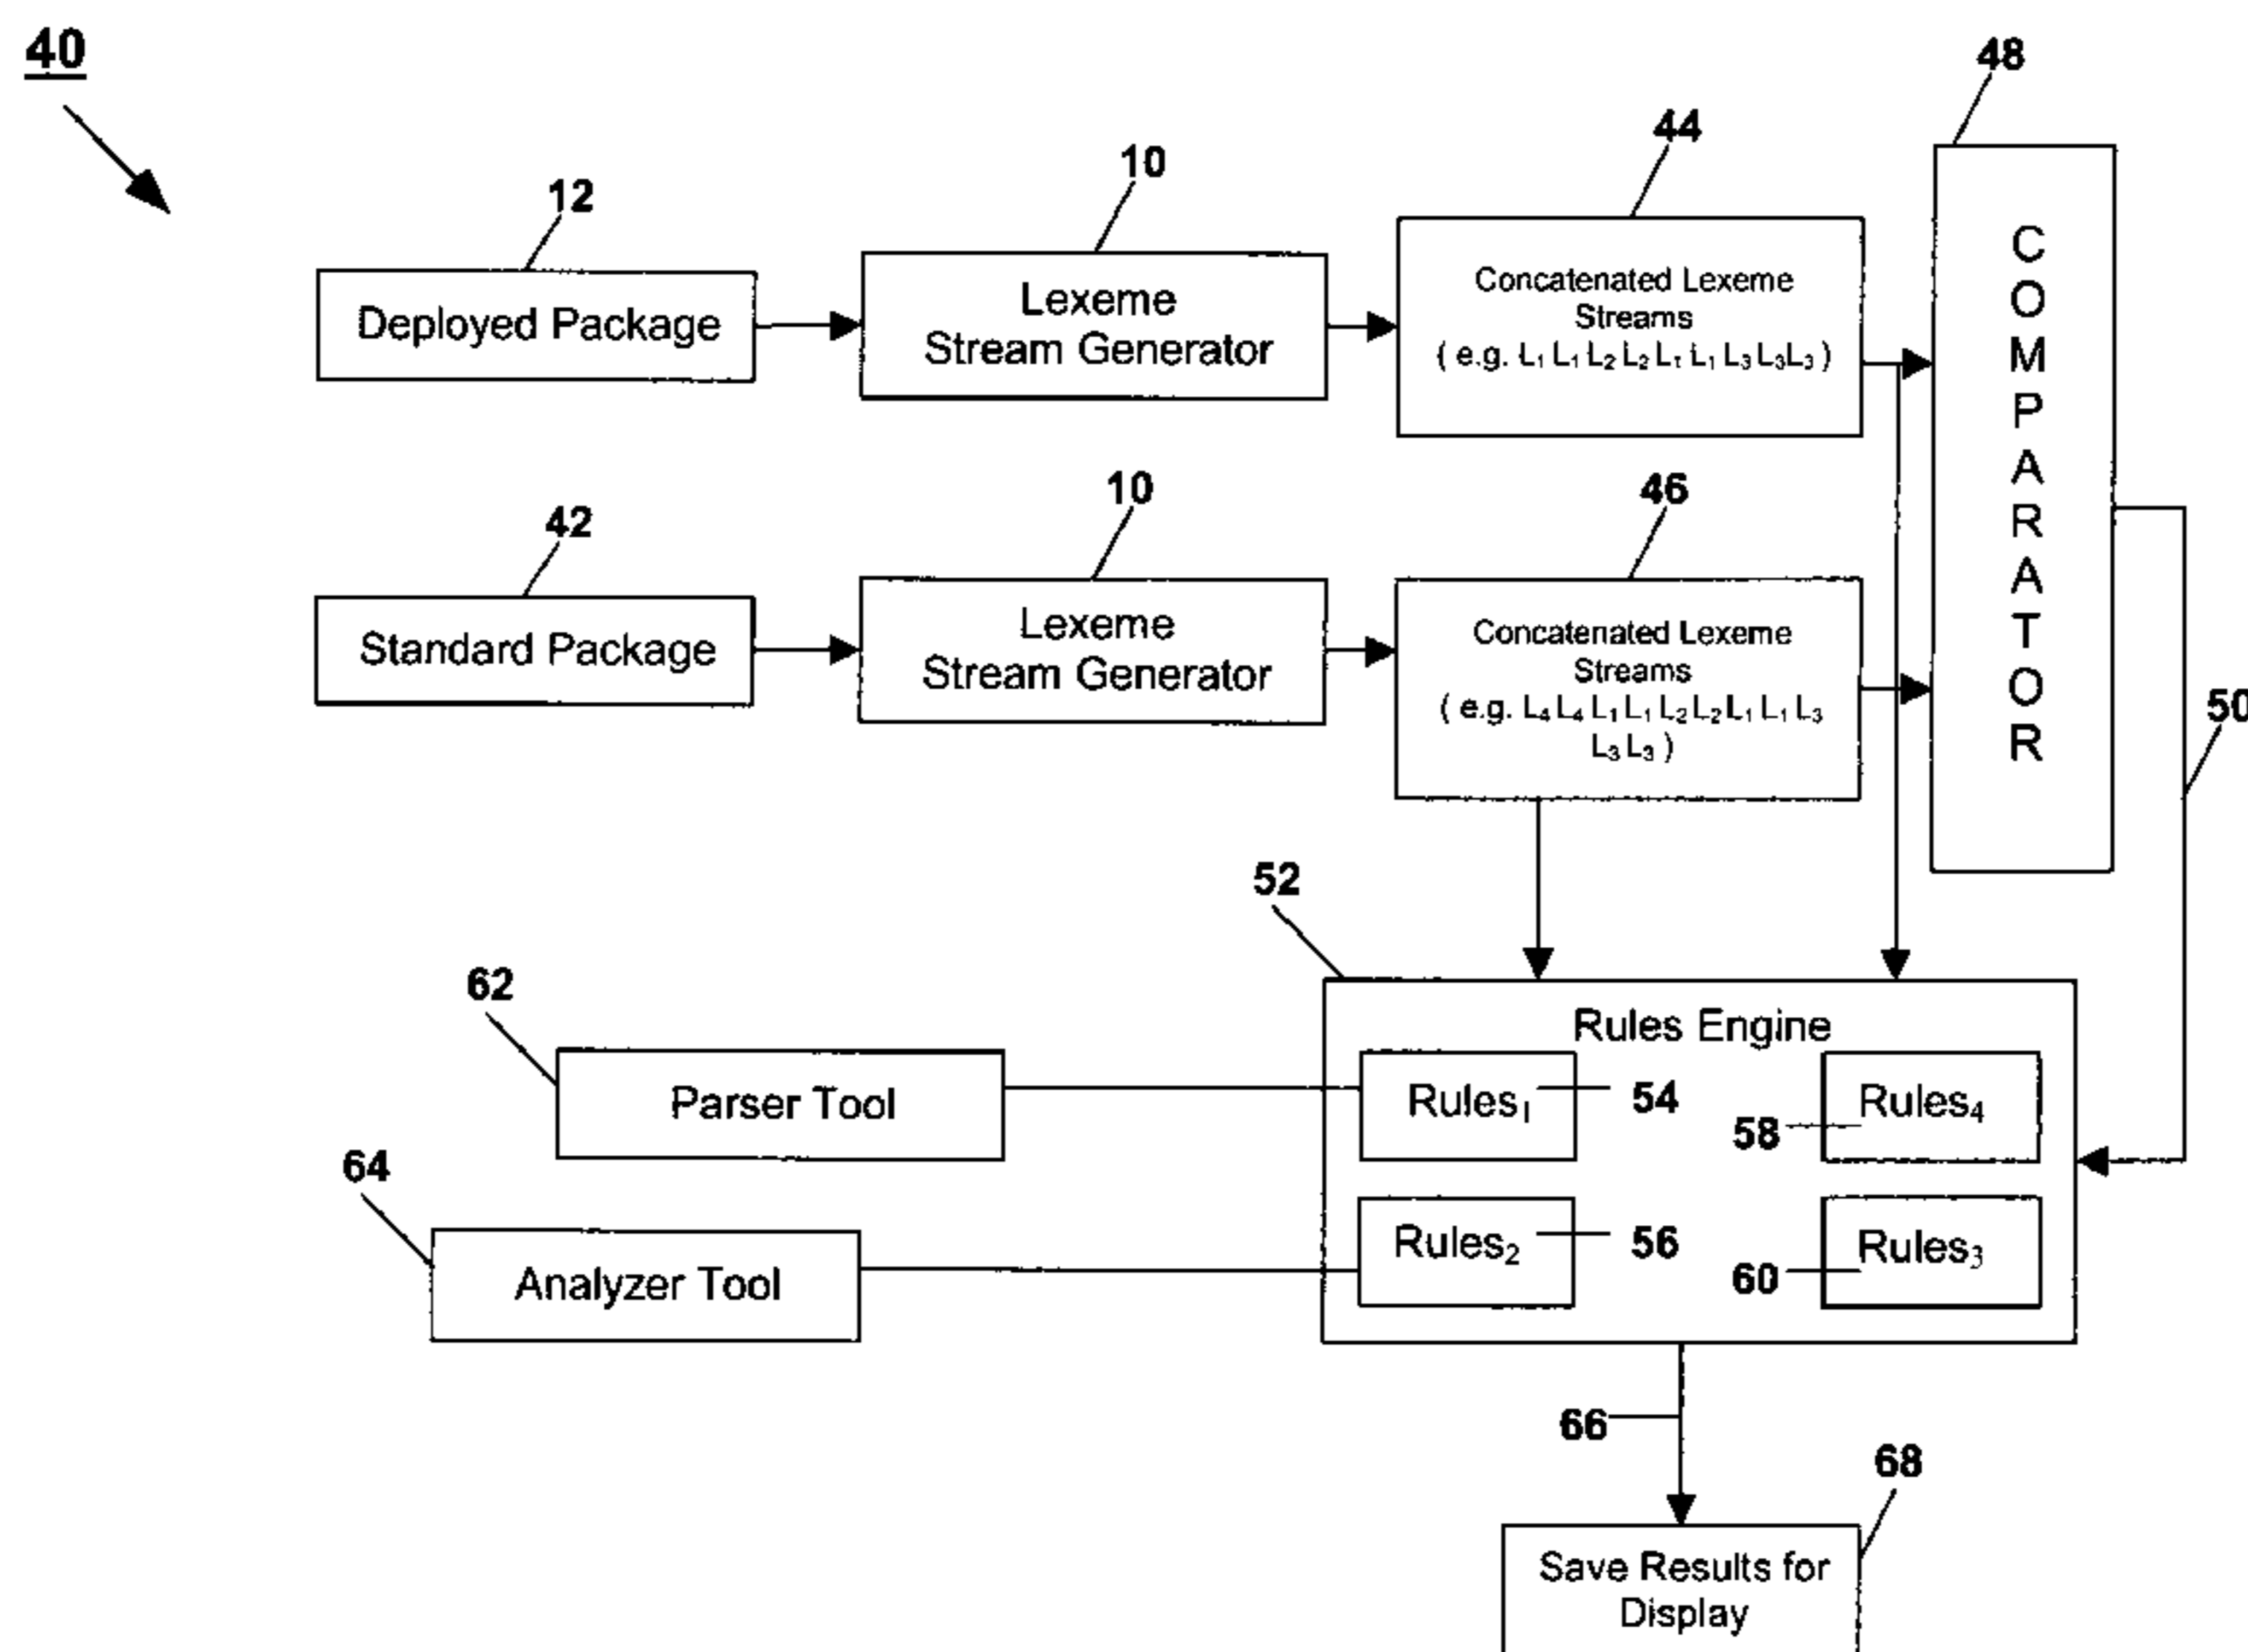 40
48
44
10
12
Deployed Package
Lexeme
Stream Generator
Concatenated Lexeme
Streams
( e.g. L₁ L₁ L₂ L₂ L₁ L₁ L₃ L₃ L₃ )
C
O
M
P
A
R
A
T
O
R
46
10
42
Standard Package
Lexeme
Stream Generator
Concatenated Lexeme
Streams
( e.g. L₄ L₄ L₁ L₁ L₂ L₂ L₁ L₁ L₃
L₃ L₃ )
50
52
62
Parser Tool
64
Analyzer Tool
Rules Engine
Rules₁
54
58
Rules₄
Rules₂
56
60
Rules₃
66
68
Save Results for
Display